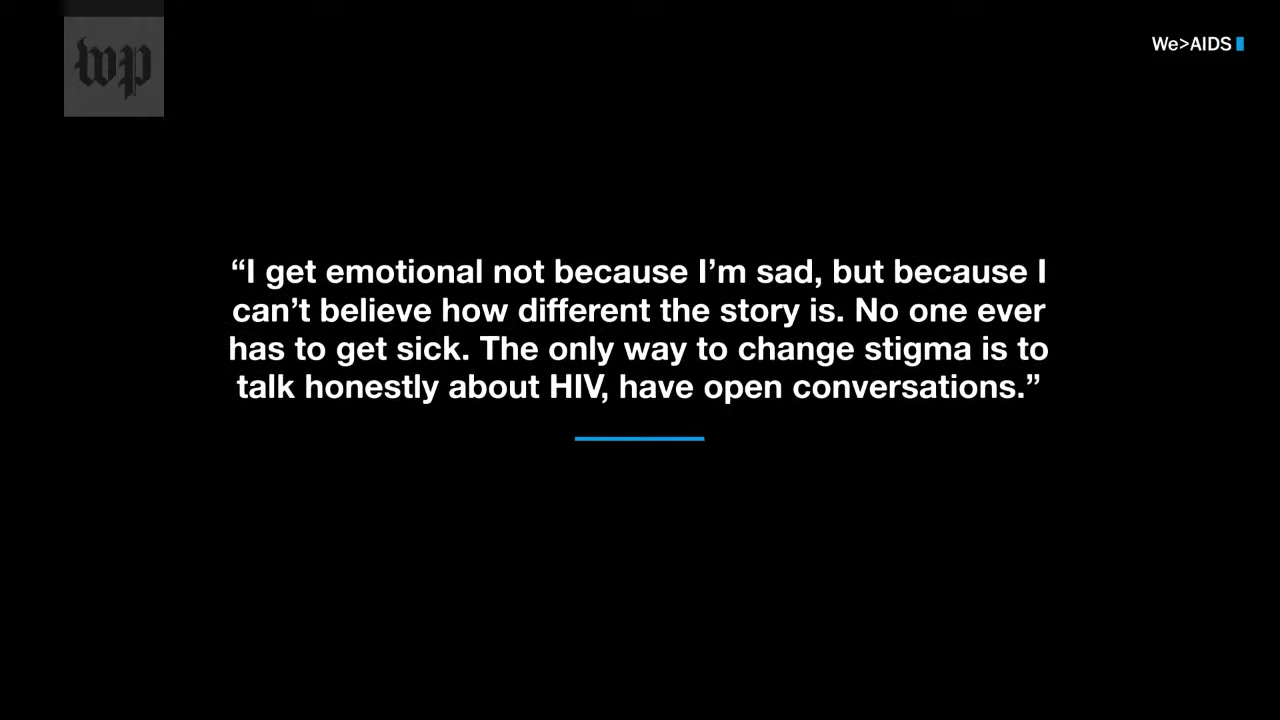 wp
We>AIDS
“I get emotional not because I’m sad, but because I
can’t believe how different the story is. No one ever
has to get sick. The only way to change stigma is to
talk honestly about HIV, have open conversations.”